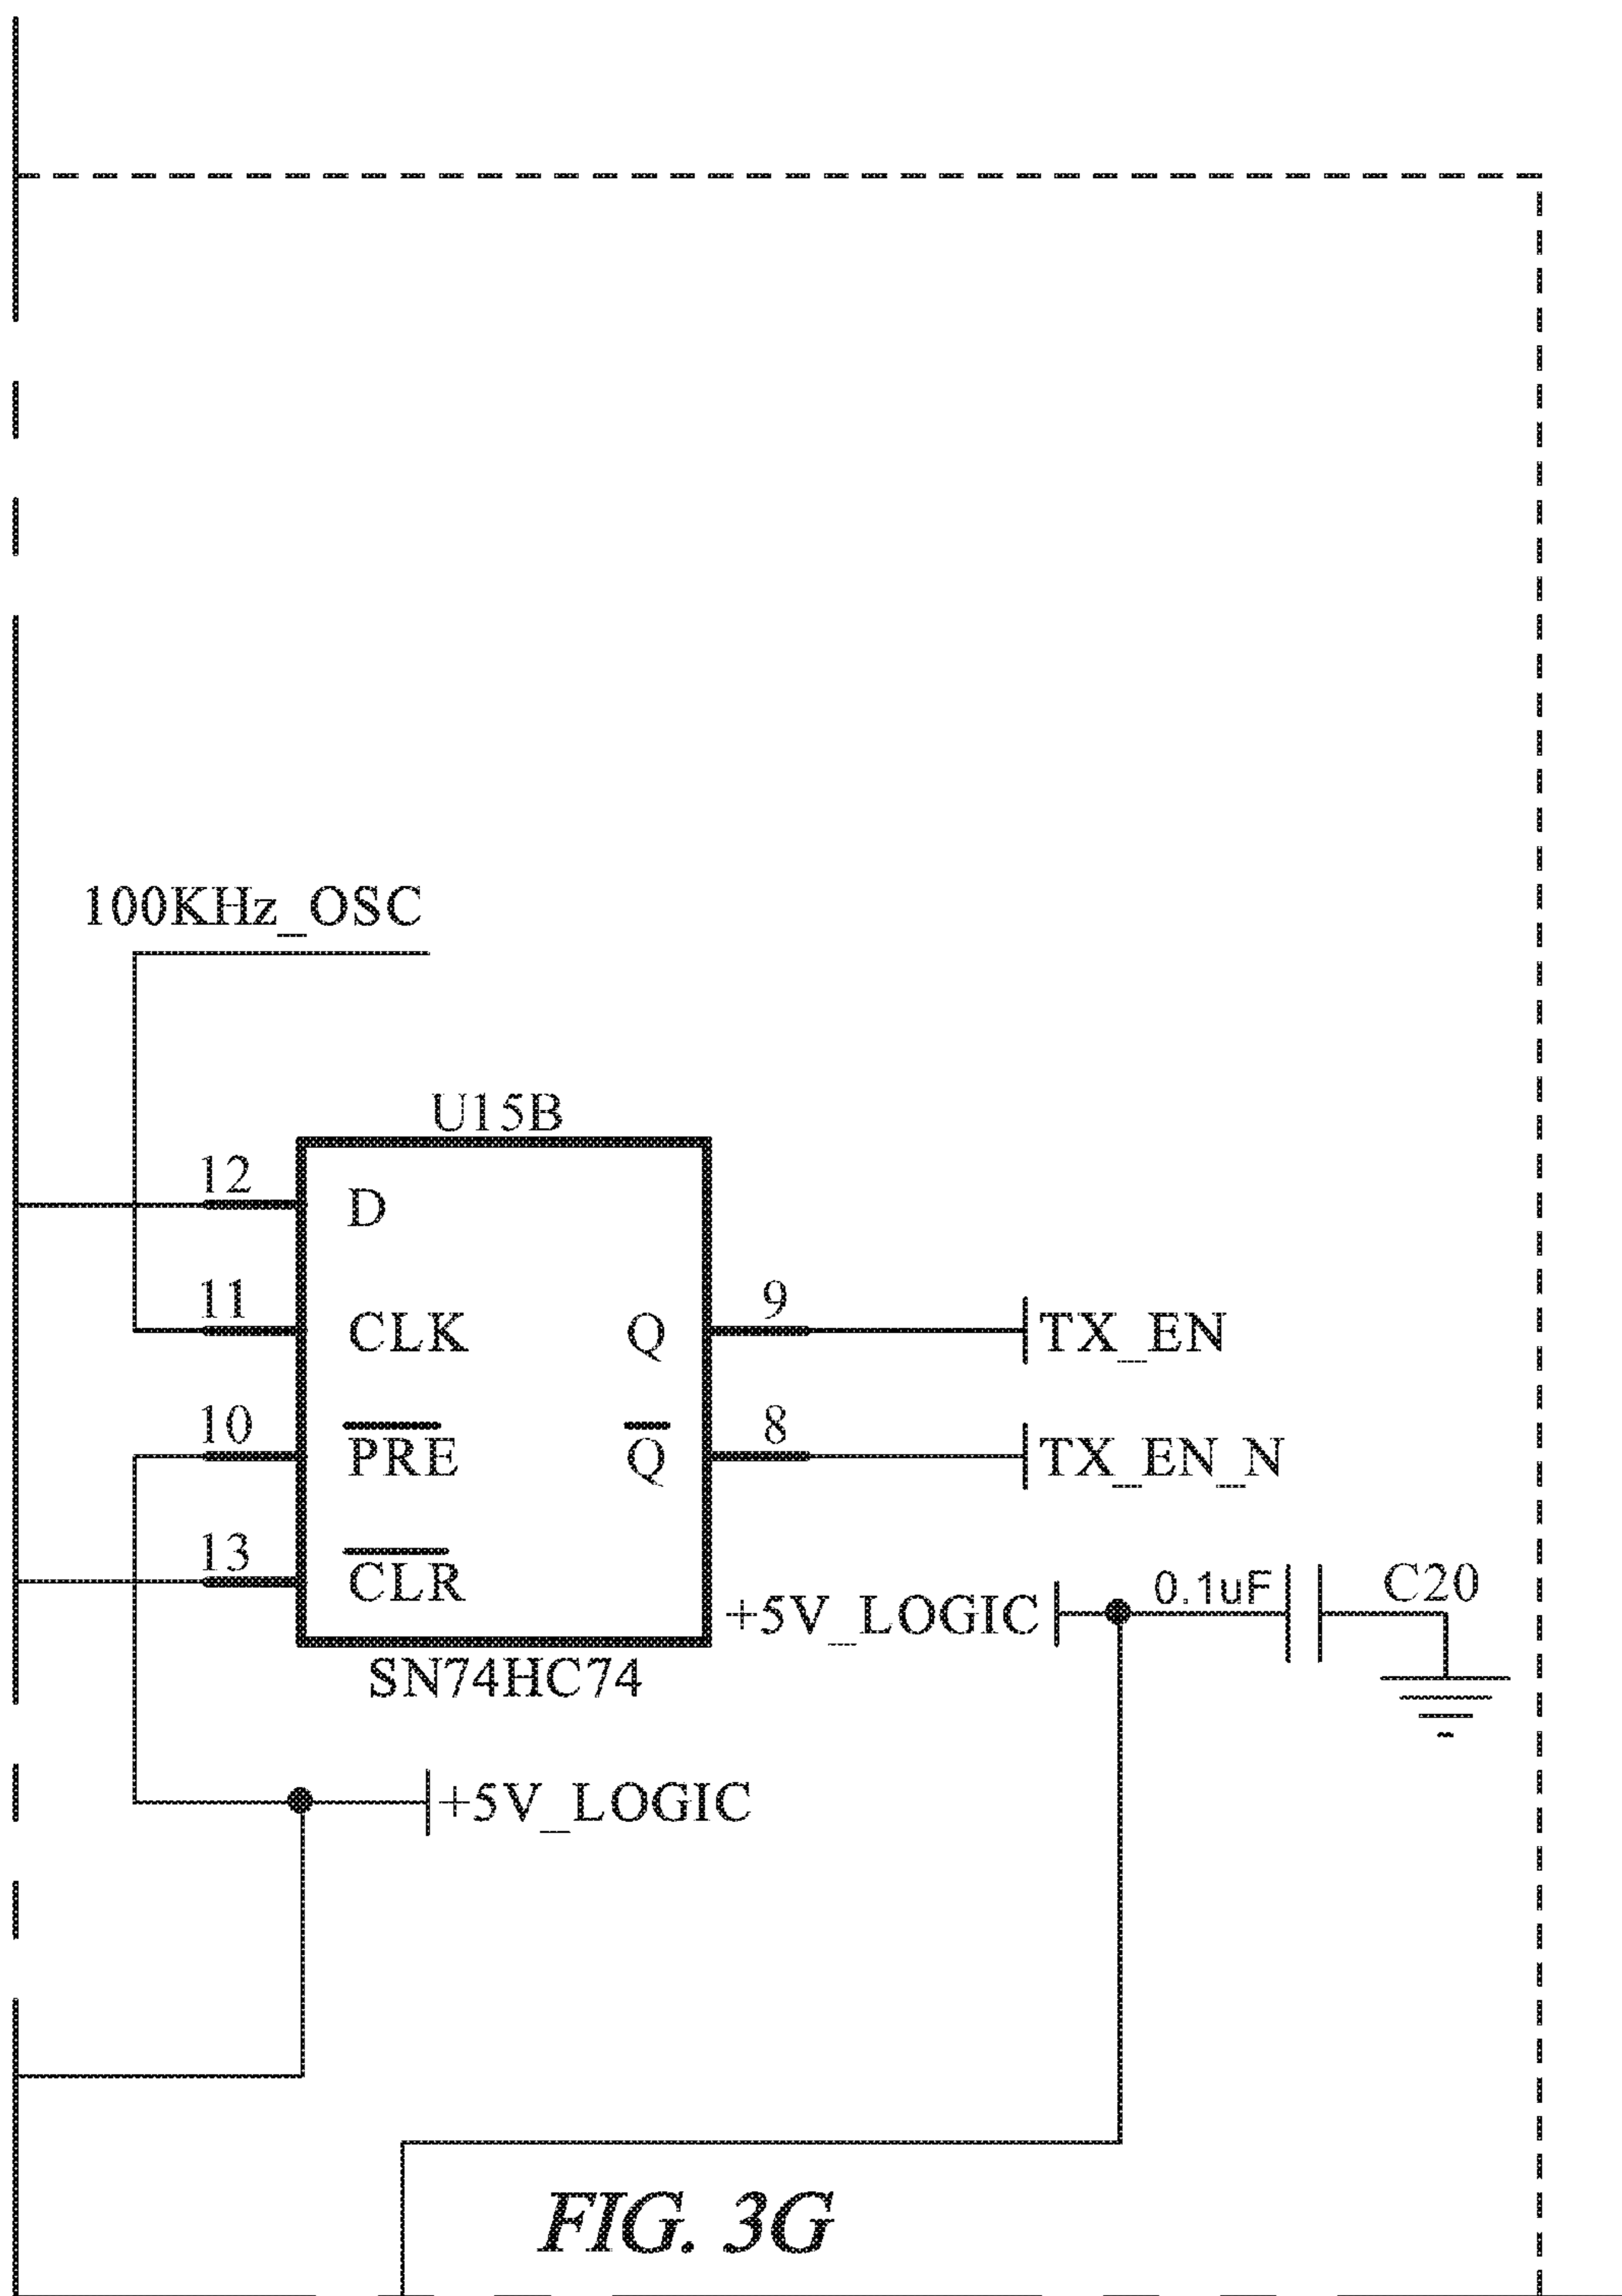 100KHz_OSC
U15B
12
D
11
CLK
Q
9
TX_EN
10
PRE
Q
8
TX_EN_N
13
CLR
+5V_LOGIC
0.1uF
C20
SN74HC74
+5V_LOGIC
FIG. 3G